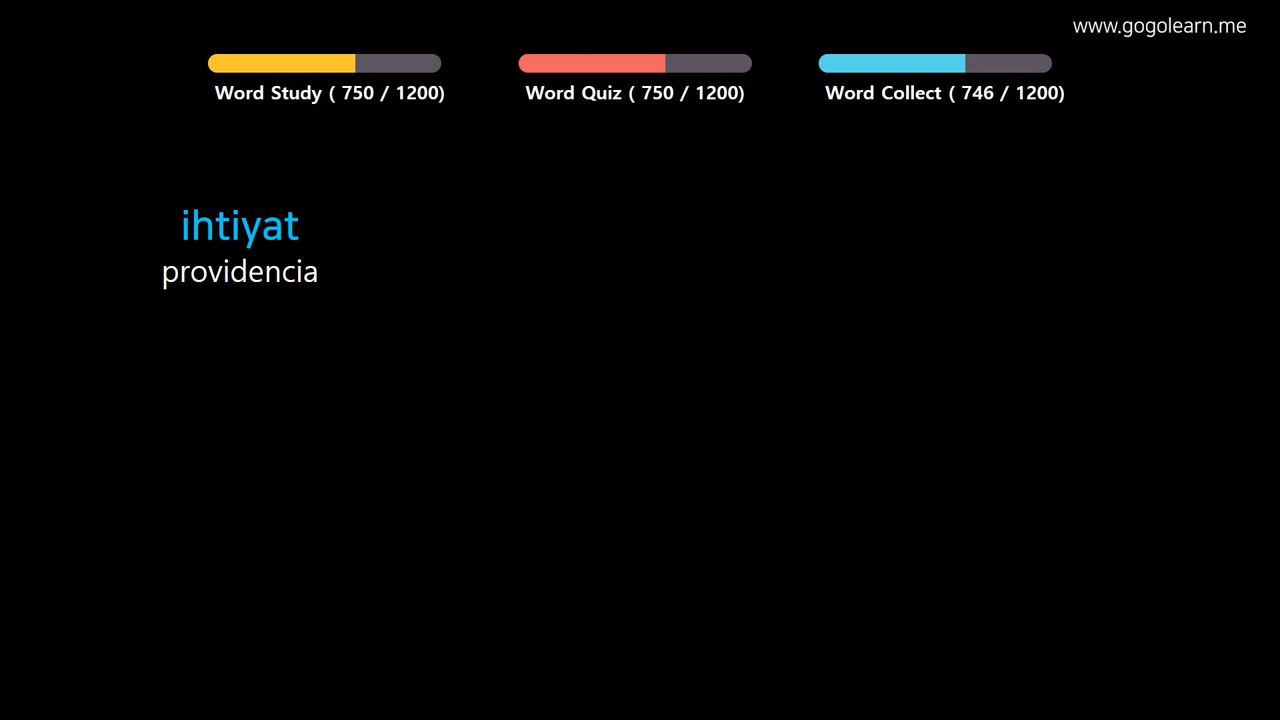 www.gogolearn.me
Word Study ( 750 / 1200)
Word Quiz ( 750 / 1200)
Word Collect ( 746 / 1200)
ihtiyat
providencia